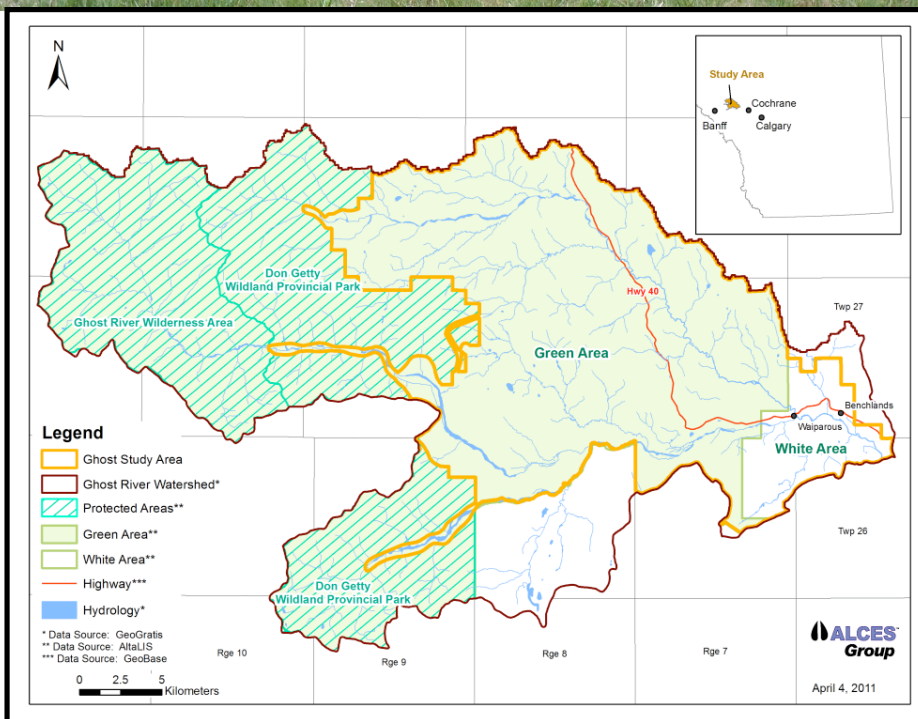 N
Study Area
Cochrane
Banff
Calgary
Don Getty
Wildland Provincial Park
Ghost River Wilderness Area
Hwy 40
Twp 27
Green Area
Benchlands
Waiparous
White Area
Twp 26
Legend
Ghost Study Area
Ghost River Watershed*
Protected Areas**
Green Area**
White Area**
Highway***
Hydrology*
* Data Source: GeoGratis
** Data Source: AltaLIS
*** Data Source: GeoBase
0 2.5 5
Kilometers
Don Getty
Wildland Provincial Park
Rge 10
Rge 9
Rge 8
Rge 7
ALCES™
Group
April 4, 2011